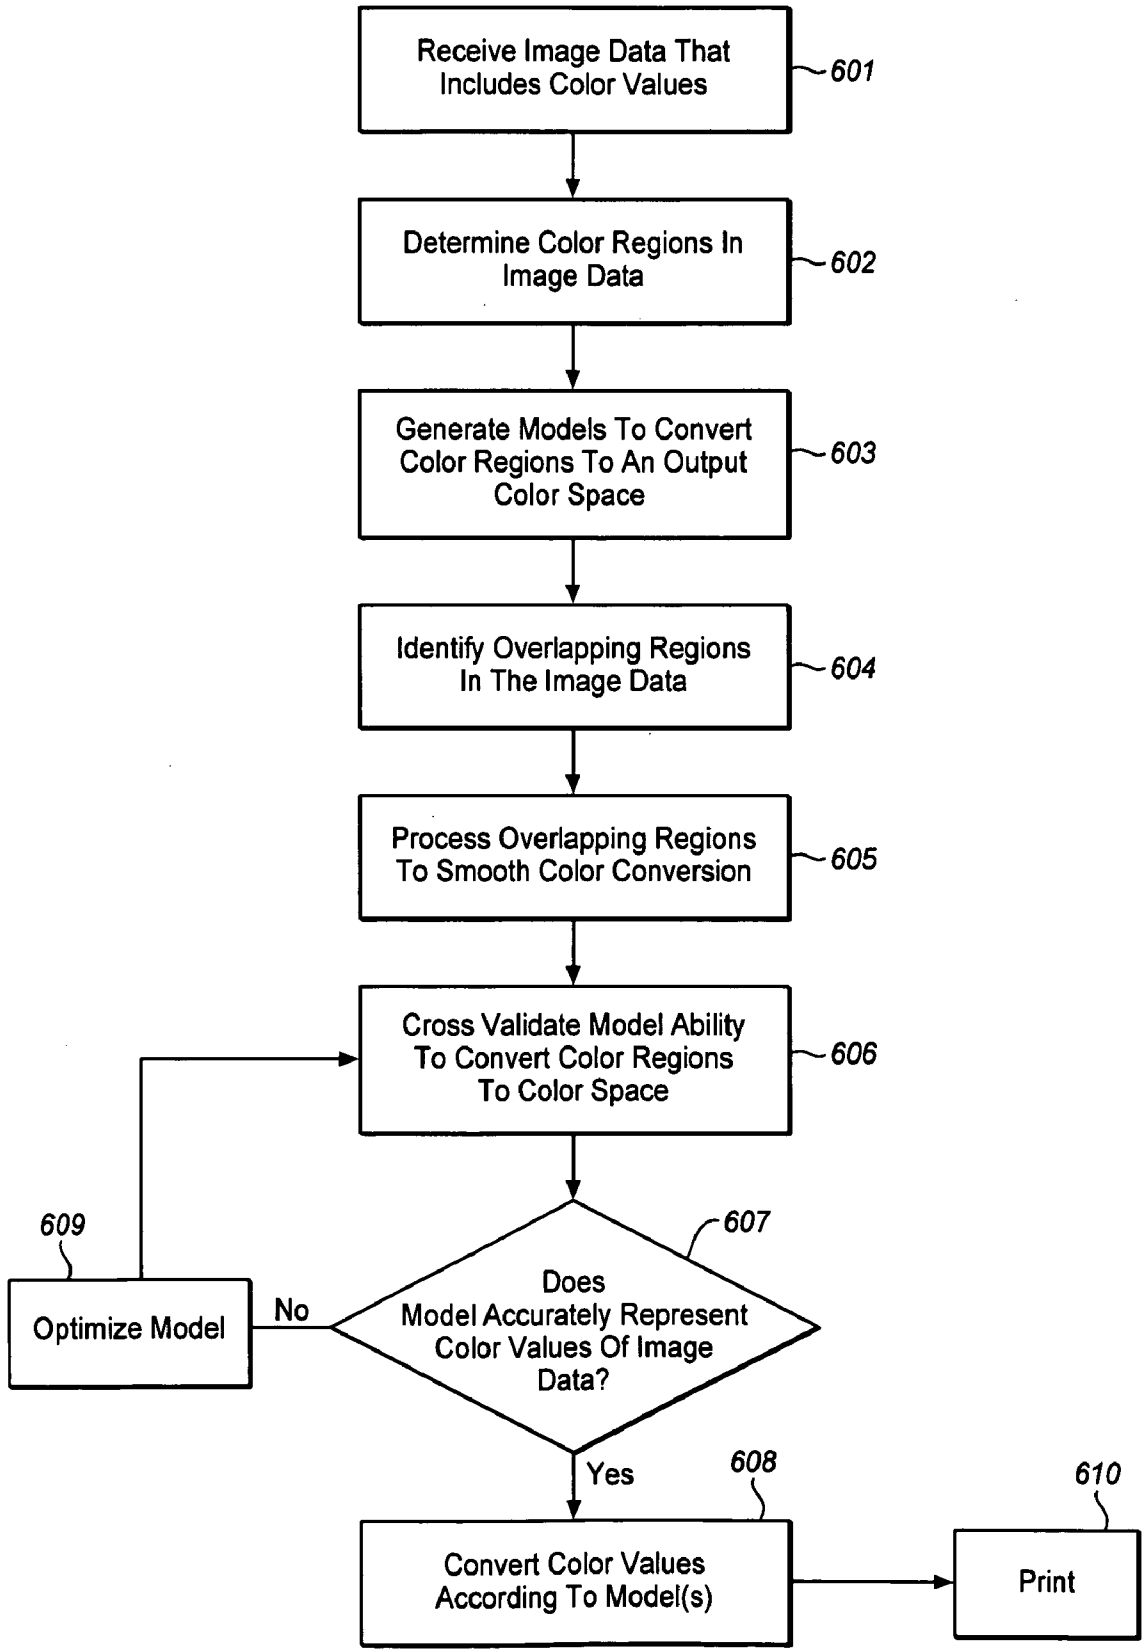 Receive Image Data That
Includes Color Values
601
Determine Color Regions In
Image Data
602
Generate Models To Convert
Color Regions To An Output
Color Space
603
Identify Overlapping Regions
In The Image Data
604
Process Overlapping Regions
To Smooth Color Conversion
605
Cross Validate Model Ability
To Convert Color Regions
To Color Space
606
609
Optimize Model
No
607
Does
Model Accurately Represent
Color Values Of Image
Data?
Yes
608
Convert Color Values
According To Model(s)
610
Print